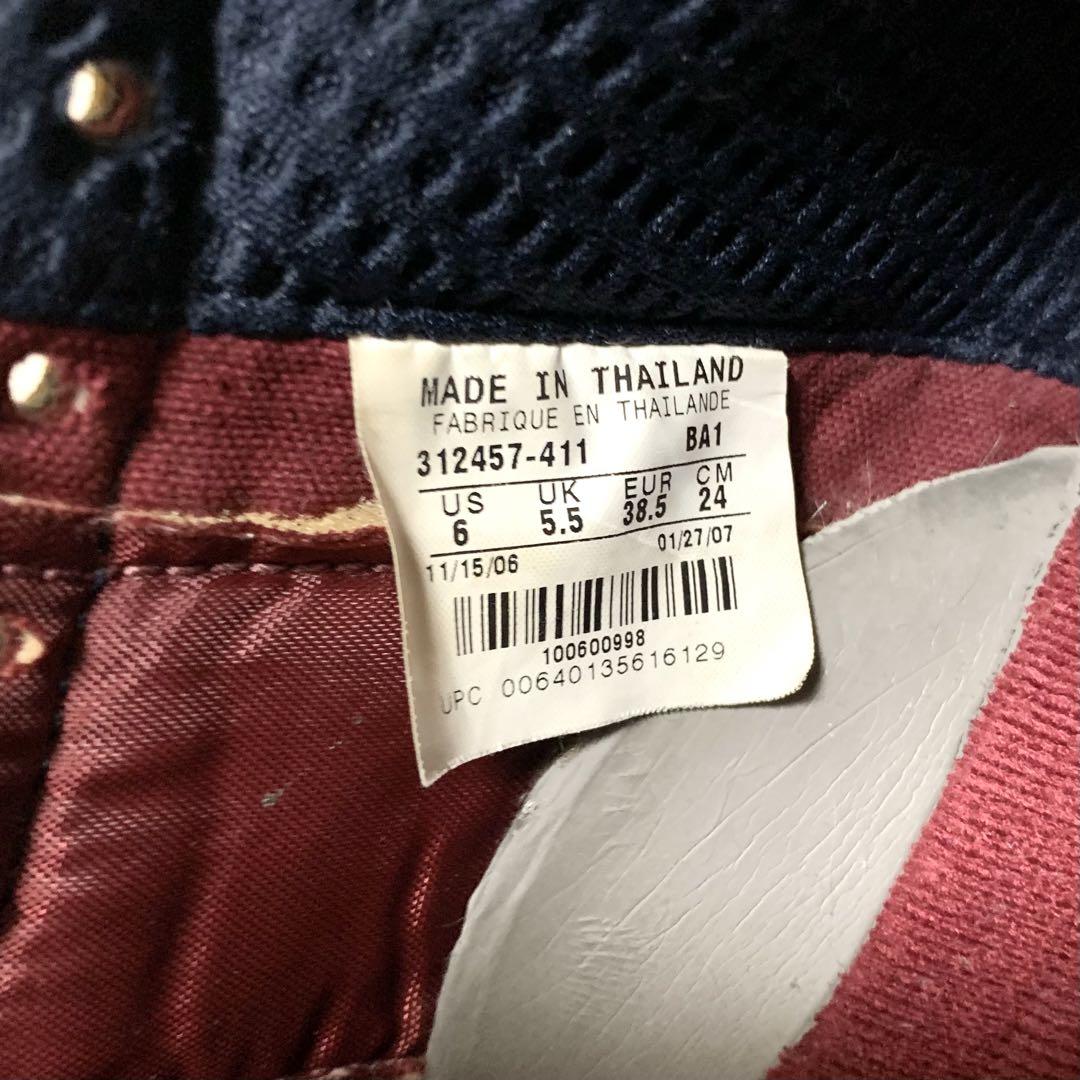 MADE IN THAILAND
FABRIQUE EN THAILANDE
312457-411 BA1
US UK EUR CM
6 5.5 38.5 24
11/15/06 01/27/07
100600998
UPC 00640135616129